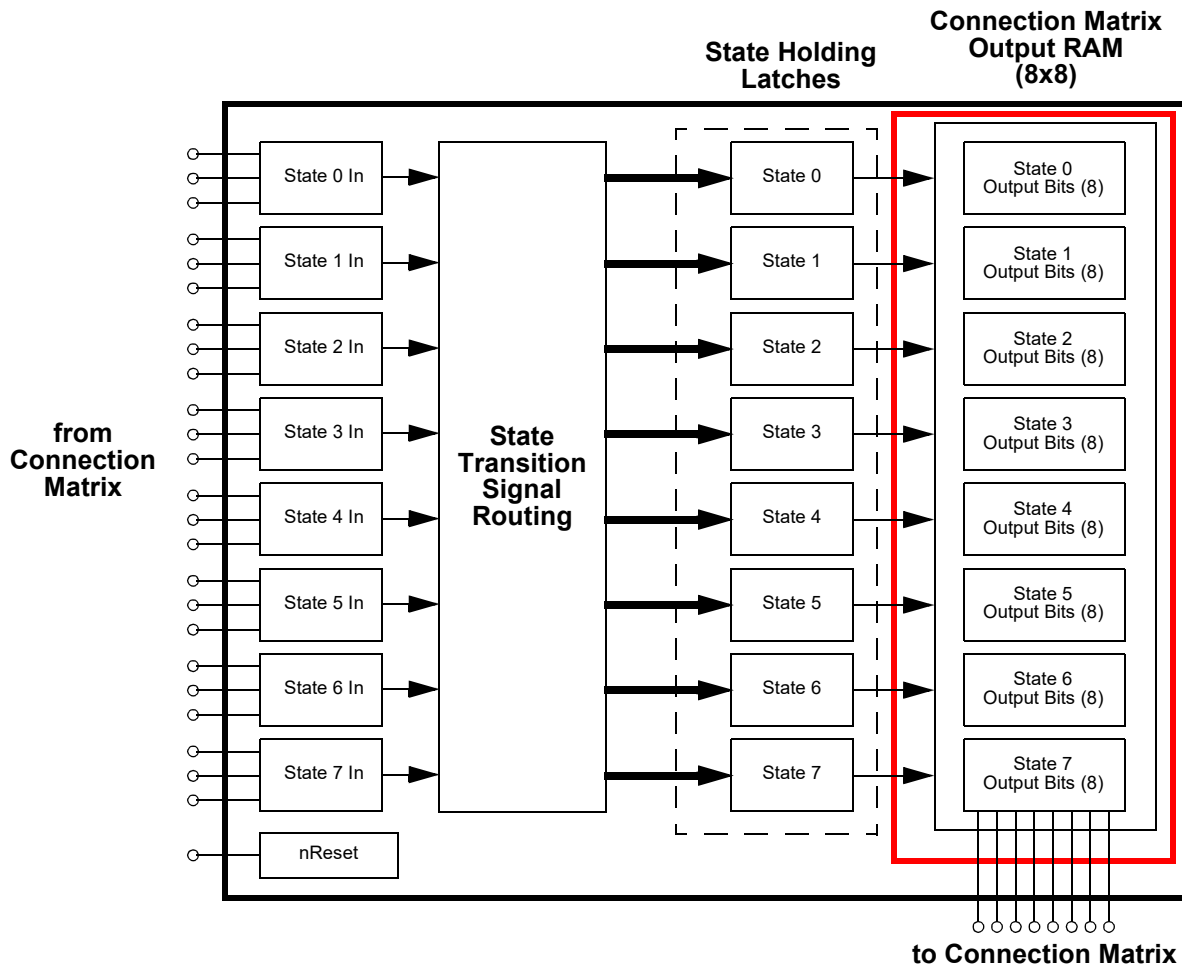 Connection Matrix
Output RAM
(8x8)
State Holding
Latches
from
Connection
Matrix
State 0 In
State 1 In
State 2 In
State 3 In
State 4 In
State 5 In
State 6 In
State 7 In
nReset
State
Transition
Signal
Routing
State 0
State 1
State 2
State 3
State 4
State 5
State 6
State 7
State 0
Output Bits (8)
State 1
Output Bits (8)
State 2
Output Bits (8)
State 3
Output Bits (8)
State 4
Output Bits (8)
State 5
Output Bits (8)
State 6
Output Bits (8)
State 7
Output Bits (8)
to Connection Matrix